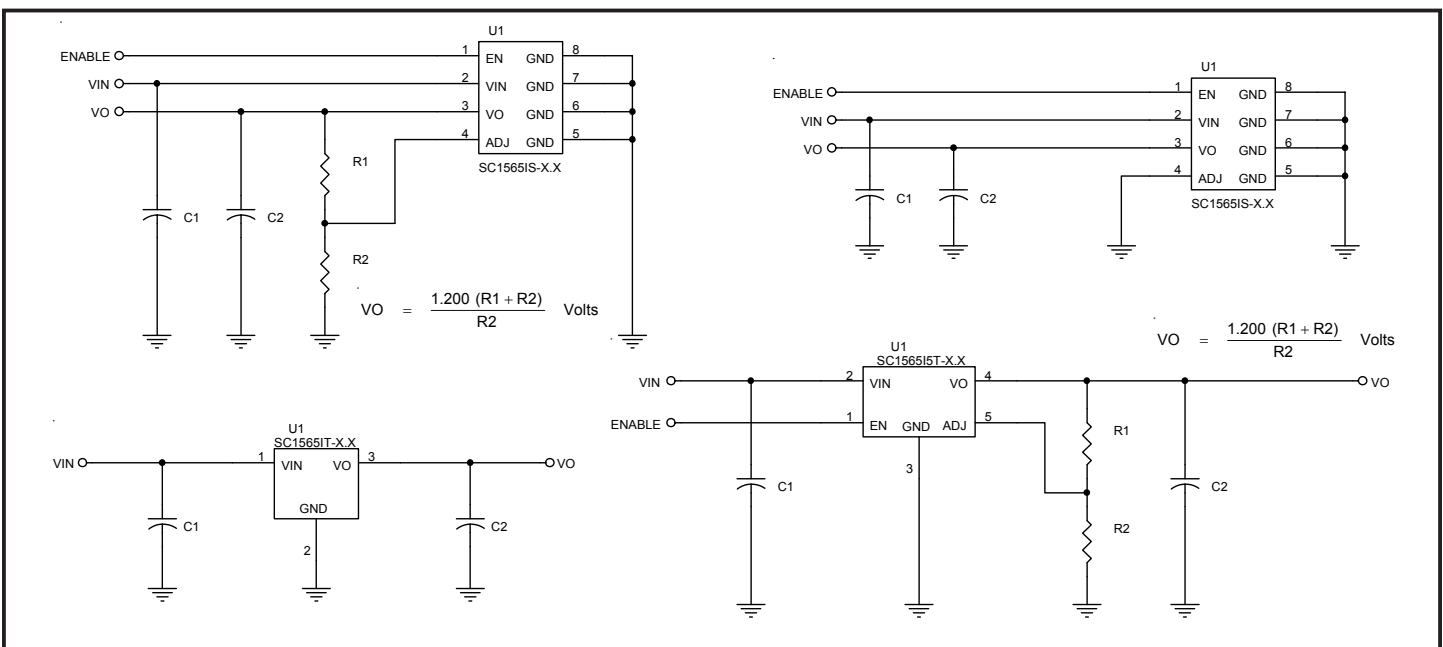 U1
ENABLE 1 EN GND 8
VIN 2 VIN GND 7
VO 3 VO GND 6
4 ADJ GND 5
SC1565IS-X.X
R1
C1 C2
R2
VO = 1.200 (R1 + R2) Volts
R2
U1
ENABLE 1 EN GND 8
VIN 2 VIN GND 7
VO 3 VO GND 6
4 ADJ GND 5
SC1565IS-X.X
C1 C2
U1
SC1565IT-X.X
VIN 1 VIN VO 3 VO
GND
C1 C2
2
VO = 1.200 (R1 + R2) Volts
R2
U1
SC1565I5T-X.X
VIN 2 VIN VO 4 VO
ENABLE 1 EN GND ADJ 5
R1
3
C1 C2
R2